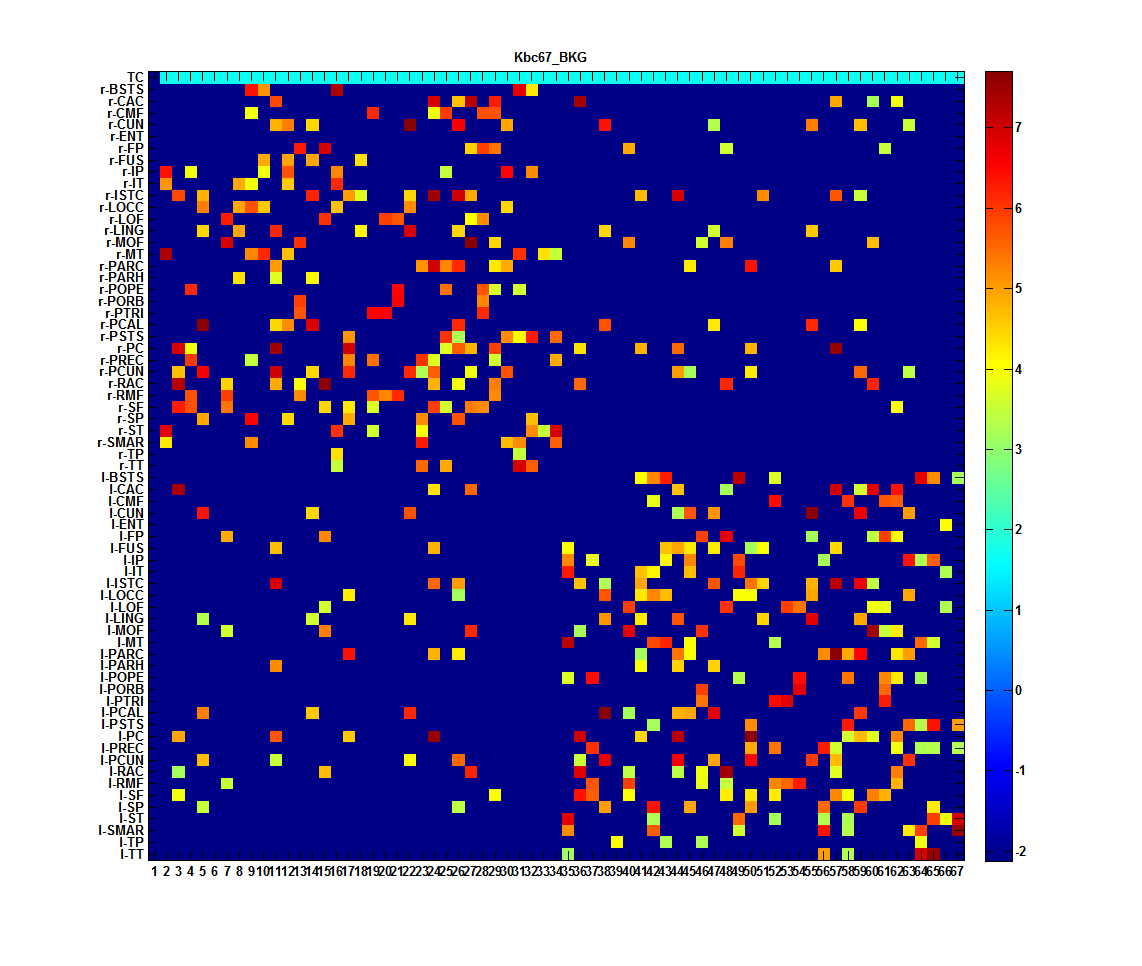 Kbc67_BKG
TC
r-BSTS
r-CAC
r-CMF
r-CUN
r-ENT
r-FP
r-FUS
r-IP
r-IT
r-ISTC
r-LOCC
r-LOF
r-LING
r-MOF
r-MT
r-PARC
r-PARH
r-POPE
r-PORB
r-PTRI
r-PCAL
r-PSTS
r-PC
r-PREC
r-PCUN
r-RAC
r-RMF
r-SF
r-SP
r-ST
r-SMAR
r-TP
r-TT
l-BSTS
l-CAC
l-CMF
l-CUN
l-ENT
l-FP
l-FUS
l-IP
l-IT
l-ISTC
l-LOCC
l-LOF
l-LING
l-MOF
l-MT
l-PARC
l-PARH
l-POPE
l-PORB
l-PTRI
l-PCAL
l-PSTS
l-PC
l-PREC
l-PCUN
l-RAC
l-RMF
l-SF
l-SP
l-ST
l-SMAR
l-TP
l-TT
1 2 3 4 5 6 7 8 9 10 11 12 13 14 15 16 17 18 19 20 21 22 23 24 25 26 27 28 29 30 31 32 33 34 35 36 37 38 39 40 41 42 43 44 45 46 47 48 49 50 51 52 53 54 55 56 57 58 59 60 61 62 63 64 65 66 67
7
6
5
4
3
2
1
0
-1
-2